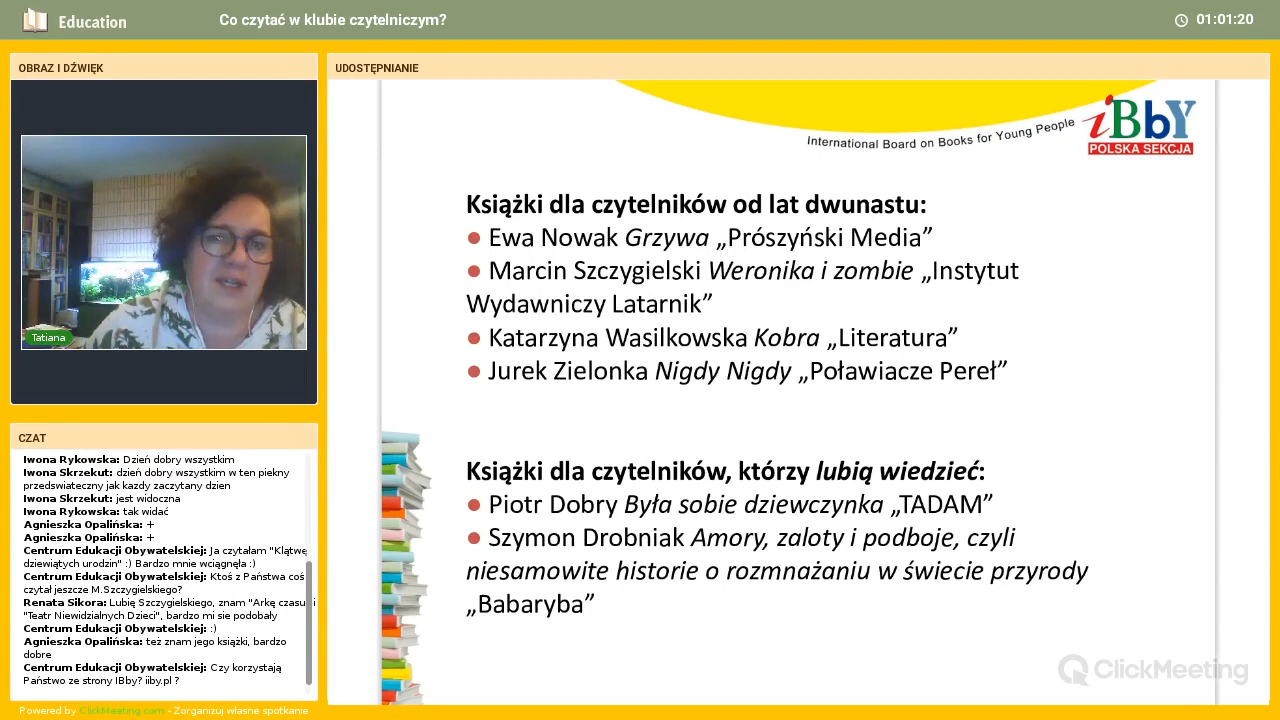 Education
Co czytać w klubie czytelniczym?
01:01:20
OBRAZ I DŹWIĘK
Tatiana
CZAT
Iwona Rykowska: Dzień dobry wszystkim
Iwona Skrzekut: dzień dobry wszystkim w ten piekny
przedswiateczny jak kazdy zaczytany dzien
Iwona Skrzekut: jest widoczna
Iwona Rykowska: tak widać
Agnieszka Opalińska: +
Agnieszka Opalińska: +
Centrum Edukacji Obywatelskiej: Ja czytałam "Klątwę
dziewiątych urodzin" :) Bardzo mnie wciągnęła :)
Centrum Edukacji Obywatelskiej: Ktoś z Państwa coś
czytał jeszcze M.Szczygielskiego?
Renata Sikora: Lubię Szczygielskiego, znam "Arkę czasu i
"Teatr Niewidzialnych Dzieci", bardzo mi sie podobały
Centrum Edukacji Obywatelskiej: :)
Agnieszka Opalińska: też znam jego książki, bardzo
dobre
Centrum Edukacji Obywatelskiej: Czy korzystają
Państwo ze strony IBby? iiby.pl ?
Powered by ClickMeeting.com - Zorganizuj własne spotkanie
UDOSTĘPNIANIE
International Board on Books for Young People
iBbY
POLSKA SEKCJA
Książki dla czytelników od lat dwunastu:
● Ewa Nowak Grzywa „Prószyński Media”
● Marcin Szczygielski Weronika i zombie „Instytut
Wydawniczy Latarnik”
● Katarzyna Wasilkowska Kobra „Literatura”
● Jurek Zielonka Nigdy Nigdy „Poławiacze Pereł”
Książki dla czytelników, którzy lubią wiedzieć:
● Piotr Dobry Była sobie dziewczynka „TADAM”
● Szymon Drobniak Amory, zaloty i podboje, czyli
niesamowite historie o rozmnażaniu w świecie przyrody
„Babaryba”
ClickMeeting